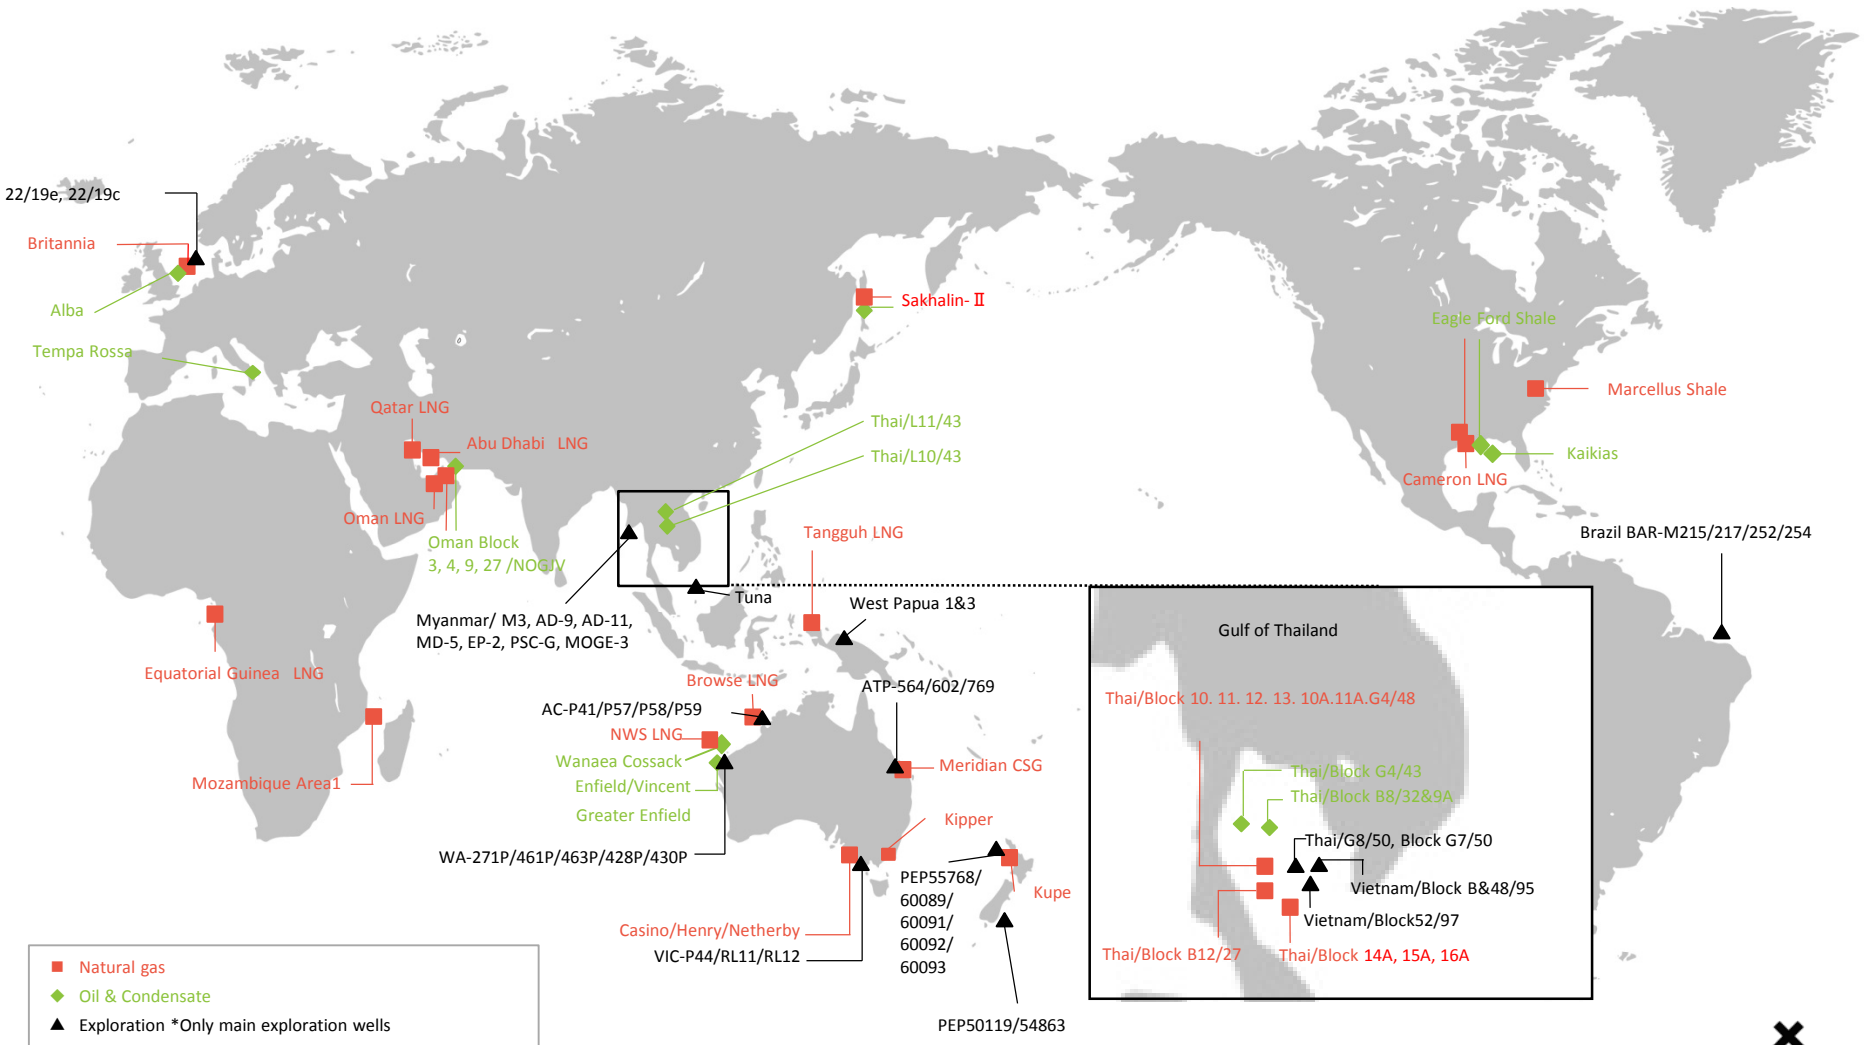 22/19e, 22/19c
Britannia
Alba
Tempa Rossa
Qatar LNG
Abu Dhabi LNG
Oman LNG
Oman Block
3, 4, 9, 27 /NOGJV
Equatorial Guinea LNG
Mozambique Area1
Sakhalin-Ⅱ
Thai/L11/43
Thai/L10/43
Tangguh LNG
Tuna
West Papua 1&3
Myanmar/ M3, AD-9, AD-11,
MD-5, EP-2, PSC-G, MOGE-3
Browse LNG
ATP-564/602/769
AC-P41/P57/P58/P59
NWS LNG
Wanaea Cossack
Enfield/Vincent
Greater Enfield
Meridian CSG
Kipper
WA-271P/461P/463P/428P/430P
PEP55768/
60089/
60091/
60092/
60093
Kupe
Casino/Henry/Netherby
VIC-P44/RL11/RL12
PEP50119/54863
Eagle Ford Shale
Marcellus Shale
Kaikias
Cameron LNG
Brazil BAR-M215/217/252/254
Gulf of Thailand
Thai/Block 10. 11. 12. 13. 10A.11A.G4/48
Thai/Block G4/43
Thai/Block B8/32&9A
Thai/G8/50, Block G7/50
Vietnam/Block B&48/95
Vietnam/Block52/97
Thai/Block B12/27
Thai/Block 14A, 15A, 16A
Natural gas
Oil & Condensate
Exploration *Only main exploration wells